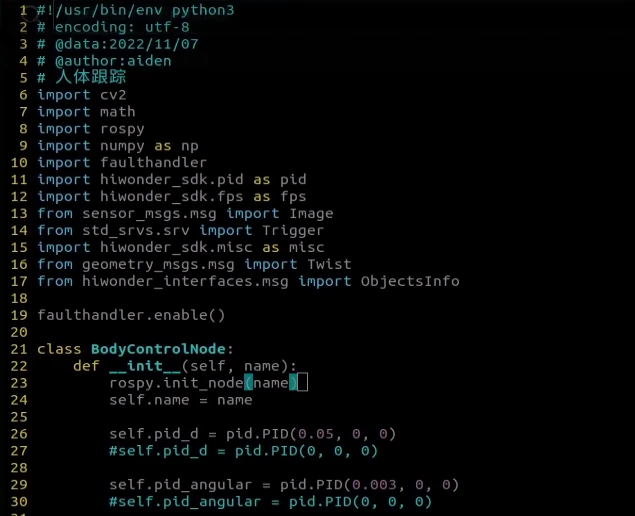 1 #!/usr/bin/env python3
2 # encoding: utf-8
3 # @data:2022/11/07
4 # @author:aiden
5 # 人体跟踪
6 import cv2
7 import math
8 import rospy
9 import numpy as np
10 import faulthandler
11 import hiwonder_sdk.pid as pid
12 import hiwonder_sdk.fps as fps
13 from sensor_msgs.msg import Image
14 from std_srvs.srv import Trigger
15 import hiwonder_sdk.misc as misc
16 from geometry_msgs.msg import Twist
17 from hiwonder_interfaces.msg import ObjectsInfo
18
19 faulthandler.enable()
20
21 class BodyControlNode:
22     def __init__(self, name):
23         rospy.init_node(name)
24         self.name = name
25
26         self.pid_d = pid.PID(0.05, 0, 0)
27         #self.pid_d = pid.PID(0, 0, 0)
28
29         self.pid_angular = pid.PID(0.003, 0, 0)
30         #self.pid_angular = pid.PID(0, 0, 0)